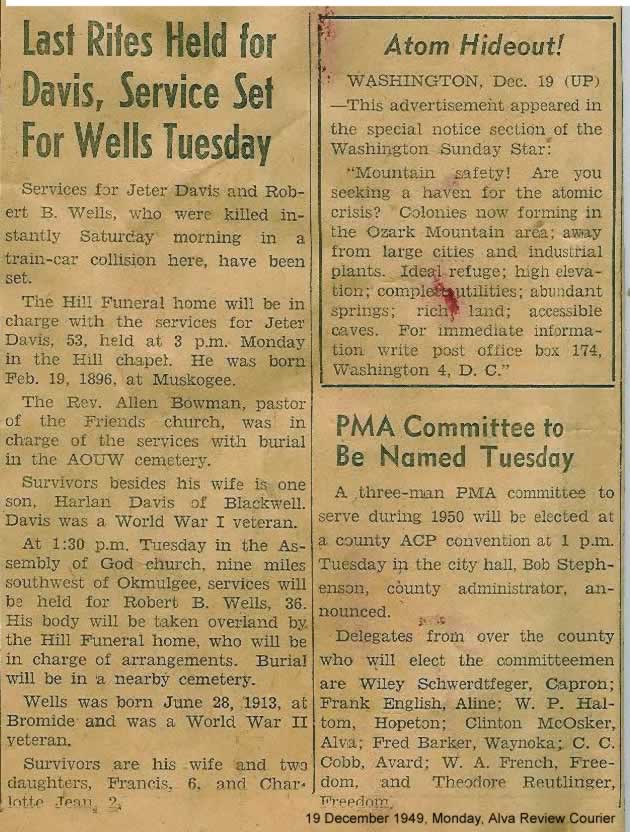 Last Rites Held for
Davis, Service Set
For Wells Tuesday
Services for Jeter Davis and Rob-
ert B. Wells, who were killed in-
stantly Saturday morning in a
train-car collision here, have been
set.
The Hill Funeral home will be in
charge with the services for Jeter
Davis, 53, held at 3 p.m. Monday
in the Hill chapel. He was born
Feb. 19, 1896, at Muskogee.
The Rev. Allen Bowman, pastor
of the Friends church, was in
charge of the services with burial
in the AOUW cemetery.
Survivors besides his wife is one
son, Harlan Davis of Blackwell.
Davis was a World War I veteran.
At 1:30 p.m. Tuesday in the As-
sembly of God church, nine miles
southwest of Okmulgee, services will
be held for Robert B. Wells, 36.
His body will be taken overland by
the Hill Funeral home, who will be
in charge of arrangements. Burial
will be in a nearby cemetery.
Wells was born June 28, 1913, at
Bromide and was a World War II
veteran.
Survivors are his wife and two
daughters, Francis, 6, and Char-
lotte Jean, 2.
Atom Hideout!
WASHINGTON, Dec. 19 (UP)
—This advertisement appeared in
the special notice section of the
Washington Sunday Star:
"Mountain safety! Are you
seeking a haven for the atomic
crisis? Colonies now forming in
the Ozark Mountain area; away
from large cities and industrial
plants. Ideal refuge; high eleva-
tion; complete utilities; abundant
springs; rich land; accessible
caves. For immediate informa-
tion write post office box 174,
Washington 4, D. C."
PMA Committee to
Be Named Tuesday
A three-man PMA committee to
serve during 1950 will be elected at
a county ACP convention at 1 p.m.
Tuesday in the city hall, Bob Steph-
enson, county administrator, an-
nounced.
Delegates from over the county
who will elect the committeemen
are Wiley Schwerdtfeger, Capron;
Frank English, Aline; W. P. Hal-
tom, Hopeton; Clinton McOsker,
Alva; Fred Barker, Waynoka; C. C.
Cobb, Avard; W. A. French, Free-
dom, and Theodore Reutlinger,
Freedom.
19 December 1949, Monday, Alva Review Courier